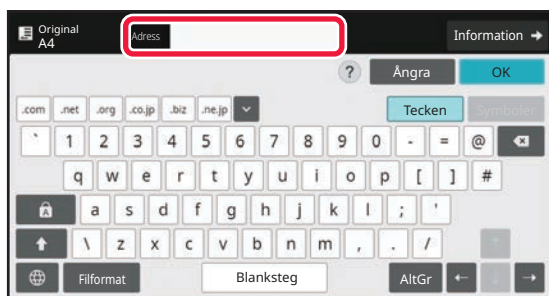 Original
A4
Adress
Information →
? Ångra OK
.com .net .org .co.jp .biz .ne.jp Tecken Symboler
` 1 2 3 4 5 6 7 8 9 0 - = @
q w e r t y u i o p [ ] #
A a s d f g h j k l ; '
\ z x c v b n m , . /
Filformat Blanksteg AltGr ← ↓ →